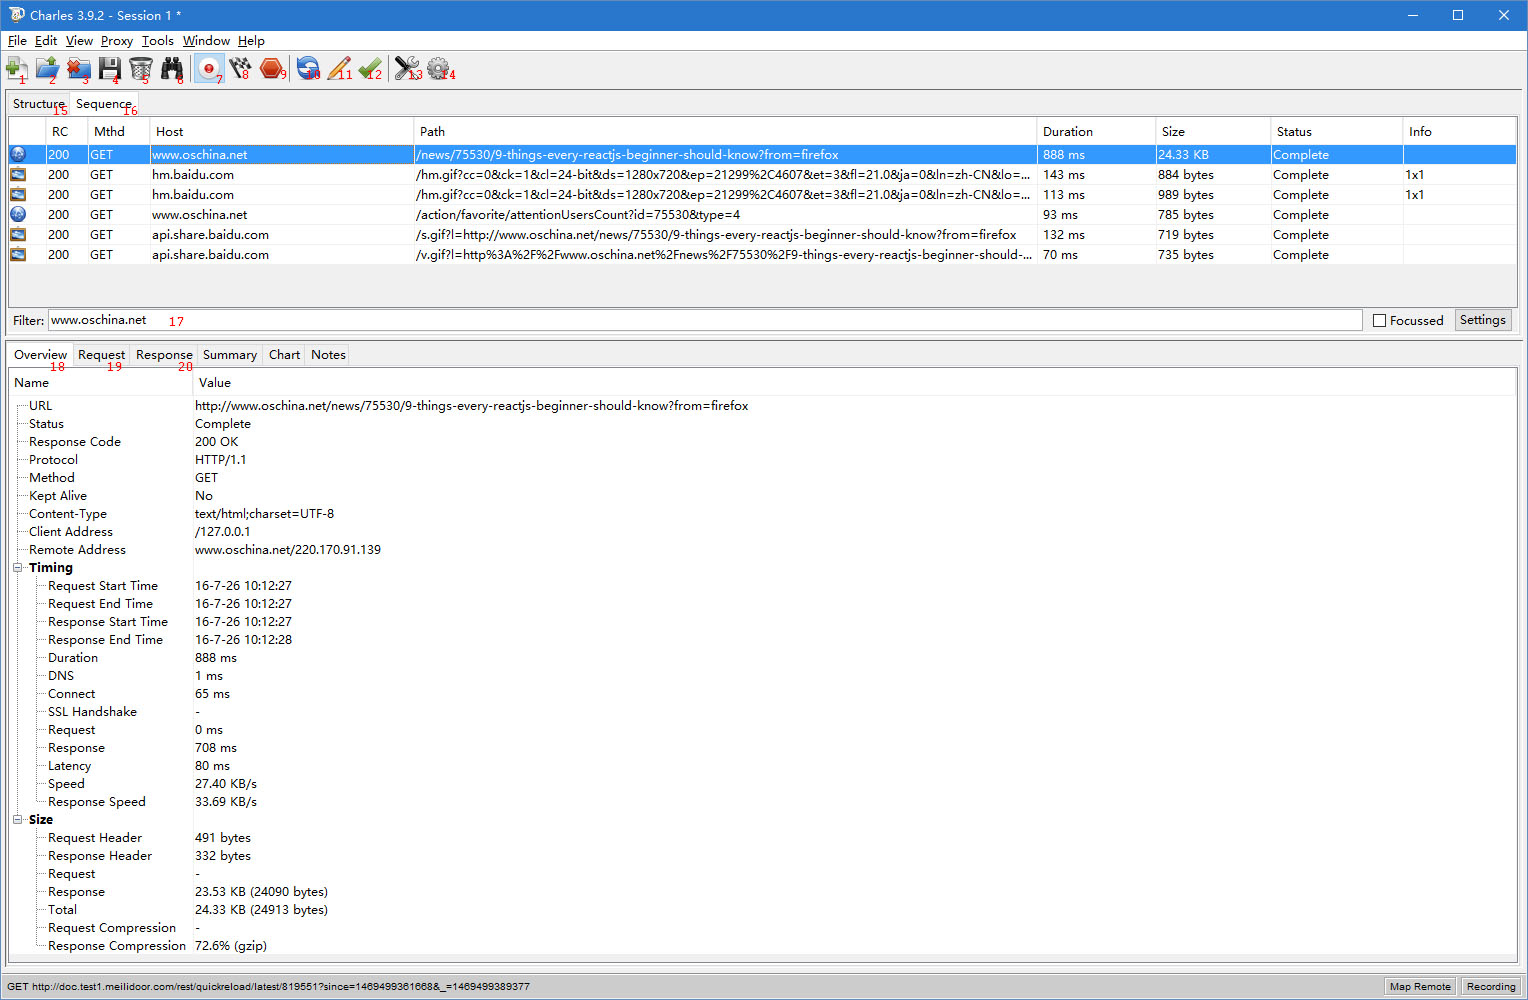 Charles 3.9.2 - Session 1 *
File Edit View Proxy Tools Window Help
1 2 3 4 5 6 7 8 9 10 11 12 13 14
Structure Sequence
15 16
RC Mthd Host Path Duration Size Status Info
200 GET www.oschina.net /news/75530/9-things-every-reactjs-beginner-should-know?from=firefox 888 ms 24.33 KB Complete
200 GET hm.baidu.com /hm.gif?cc=0&ck=1&cl=24-bit&ds=1280x720&ep=21299%2C4607&et=3&fl=21.0&ja=0&ln=zh-CN&lo=... 143 ms 884 bytes Complete 1x1
200 GET hm.baidu.com /hm.gif?cc=0&ck=1&cl=24-bit&ds=1280x720&ep=21299%2C4607&et=3&fl=21.0&ja=0&ln=zh-CN&lo=... 113 ms 989 bytes Complete 1x1
200 GET www.oschina.net /action/favorite/attentionUsersCount?id=75530&type=4 93 ms 785 bytes Complete
200 GET api.share.baidu.com /s.gif?l=http://www.oschina.net/news/75530/9-things-every-reactjs-beginner-should-know?from=firefox 132 ms 719 bytes Complete
200 GET api.share.baidu.com /v.gif?l=http%3A%2F%2Fwww.oschina.net%2Fnews%2F75530%2F9-things-every-reactjs-beginner-should-... 70 ms 735 bytes Complete
Filter: www.oschina.net 17 Focussed Settings
Overview Request Response Summary Chart Notes
18 19 20
Name Value
URL http://www.oschina.net/news/75530/9-things-every-reactjs-beginner-should-know?from=firefox
Status Complete
Response Code 200 OK
Protocol HTTP/1.1
Method GET
Kept Alive No
Content-Type text/html;charset=UTF-8
Client Address /127.0.0.1
Remote Address www.oschina.net/220.170.91.139
Timing
Request Start Time 16-7-26 10:12:27
Request End Time 16-7-26 10:12:27
Response Start Time 16-7-26 10:12:27
Response End Time 16-7-26 10:12:28
Duration 888 ms
DNS 1 ms
Connect 65 ms
SSL Handshake -
Request 0 ms
Response 708 ms
Latency 80 ms
Speed 27.40 KB/s
Response Speed 33.69 KB/s
Size
Request Header 491 bytes
Response Header 332 bytes
Request -
Response 23.53 KB (24090 bytes)
Total 24.33 KB (24913 bytes)
Request Compression -
Response Compression 72.6% (gzip)
GET http://doc.test1.meilidoor.com/rest/quickreload/latest/819551?since=1469499361668&_=1469499389377 Map Remote Recording